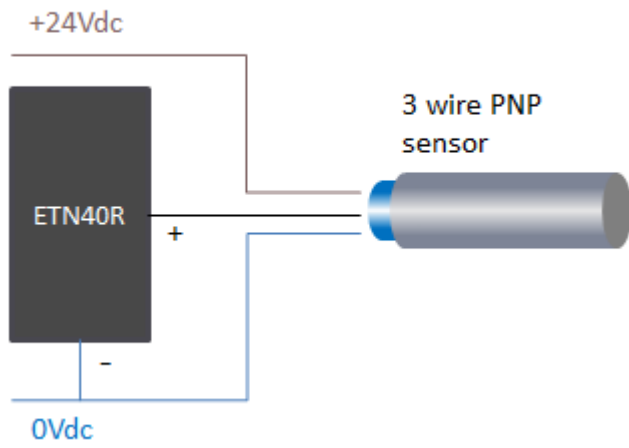 +24Vdc
3 wire PNP
sensor
ETN40R
+
-
0Vdc